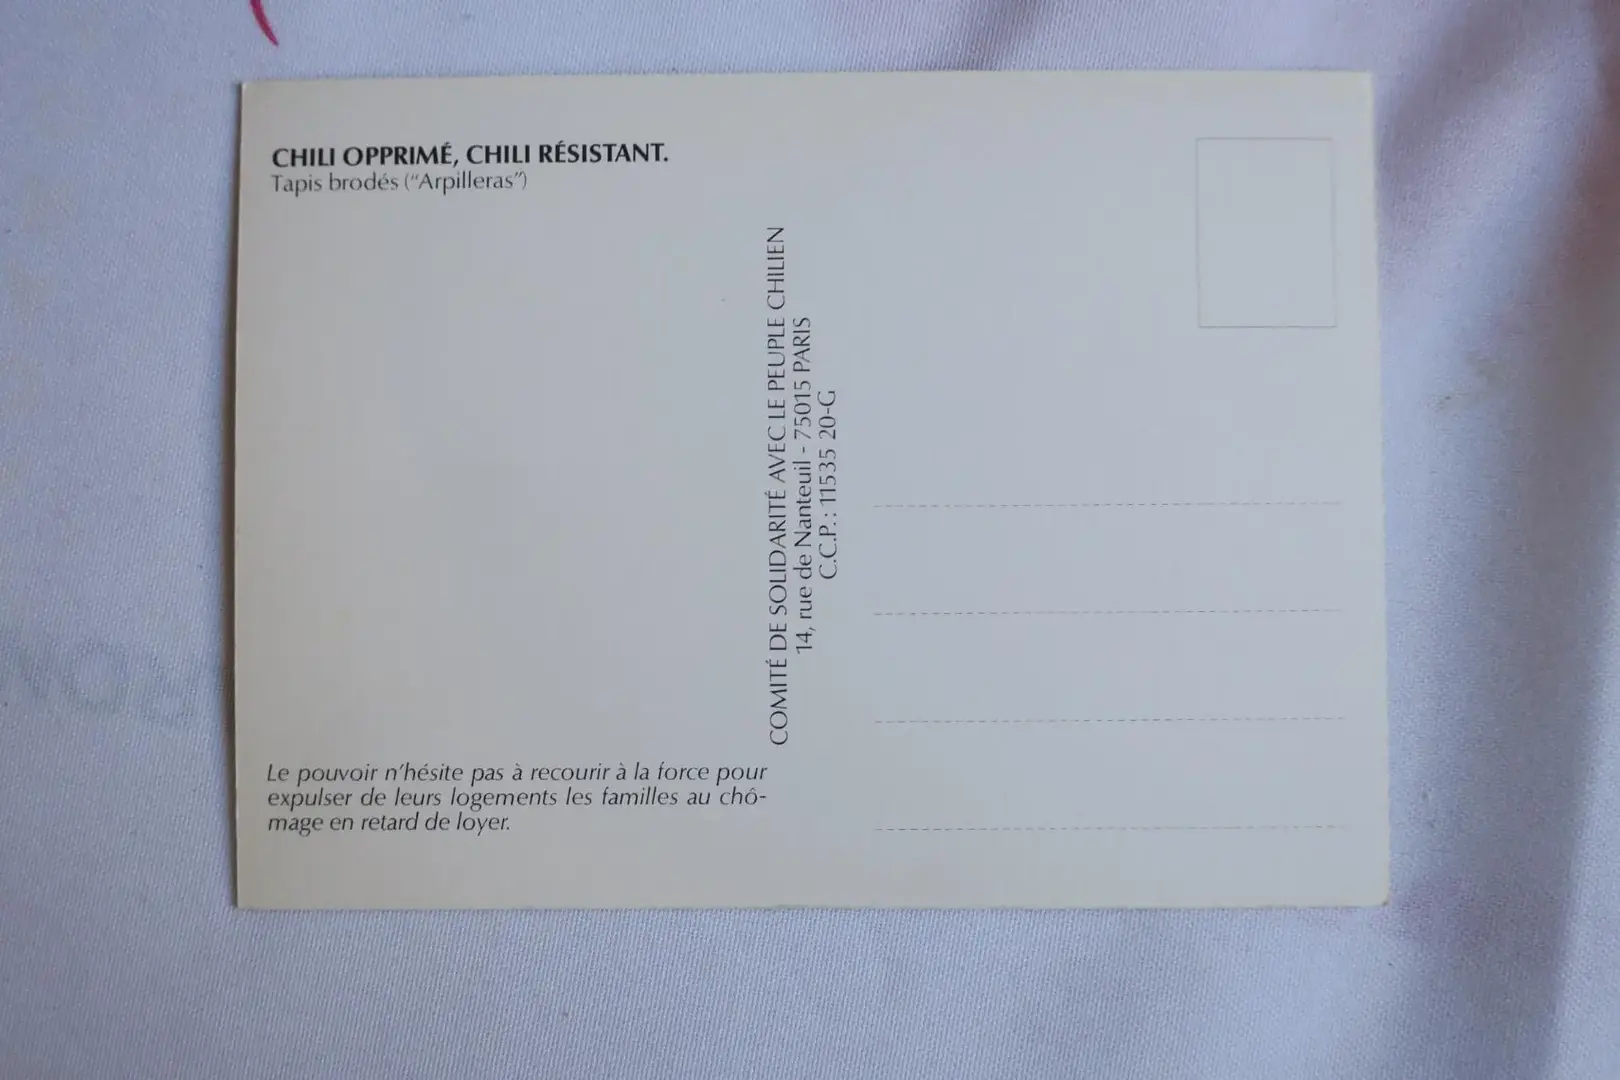 CHILI OPPRIMÉ, CHILI RÉSISTANT.
Tapis brodés (“Arpilleras”)
Le pouvoir n’hésite pas à recourir à la force pour
expulser de leurs logements les familles au chô-
mage en retard de loyer.
COMITÉ DE SOLIDARITÉ AVEC LE PEUPLE CHILIEN
14, rue de Nanteuil - 75015 PARIS
C.C.P. : 11535 20-G